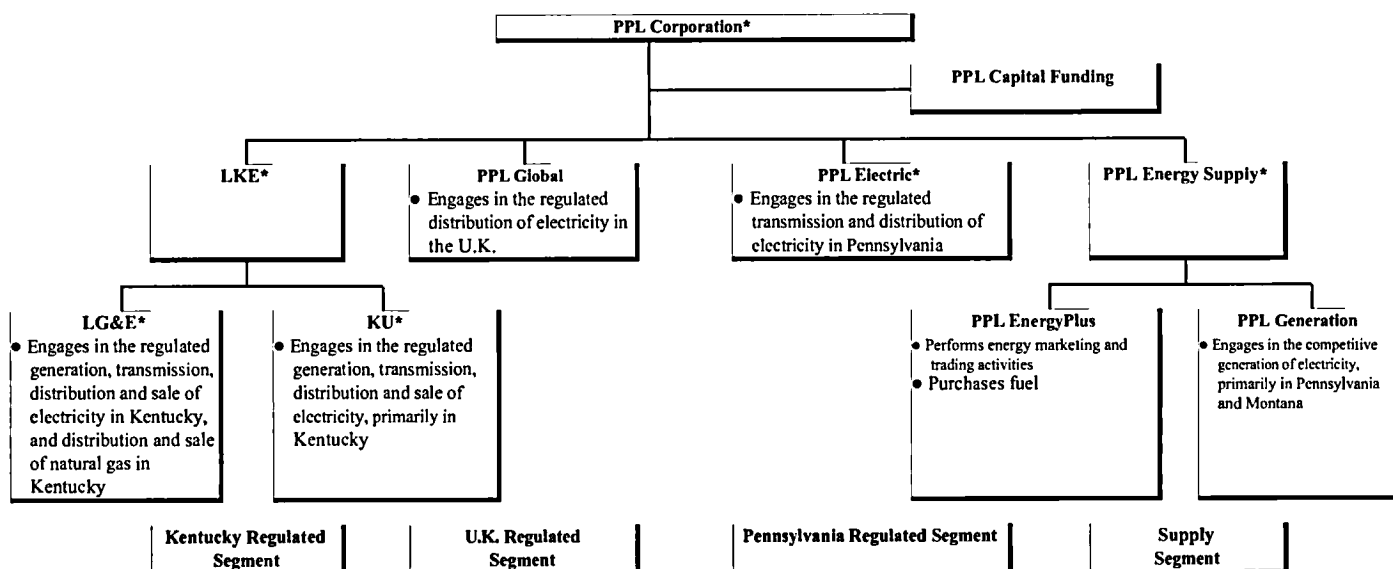 PPL Corporation*
PPL Capital Funding
LKE*
PPL Global
● Engages in the regulated
distribution of electricity in
the U.K.
PPL Electric*
● Engages in the regulated
transmission and distribution of
electricity in Pennsylvania
PPL Energy Supply*
LG&E*
● Engages in the regulated
generation, transmission,
distribution and sale of
electricity in Kentucky,
and distribution and sale
of natural gas in
Kentucky
KU*
● Engages in the regulated
generation, transmission,
distribution and sale of
electricity, primarily in
Kentucky
PPL EnergyPlus
● Performs energy marketing and
trading activities
● Purchases fuel
PPL Generation
● Engages in the competitive
generation of electricity,
primarily in Pennsylvania
and Montana
Kentucky Regulated
Segment
U.K. Regulated
Segment
Pennsylvania Regulated Segment
Supply
Segment